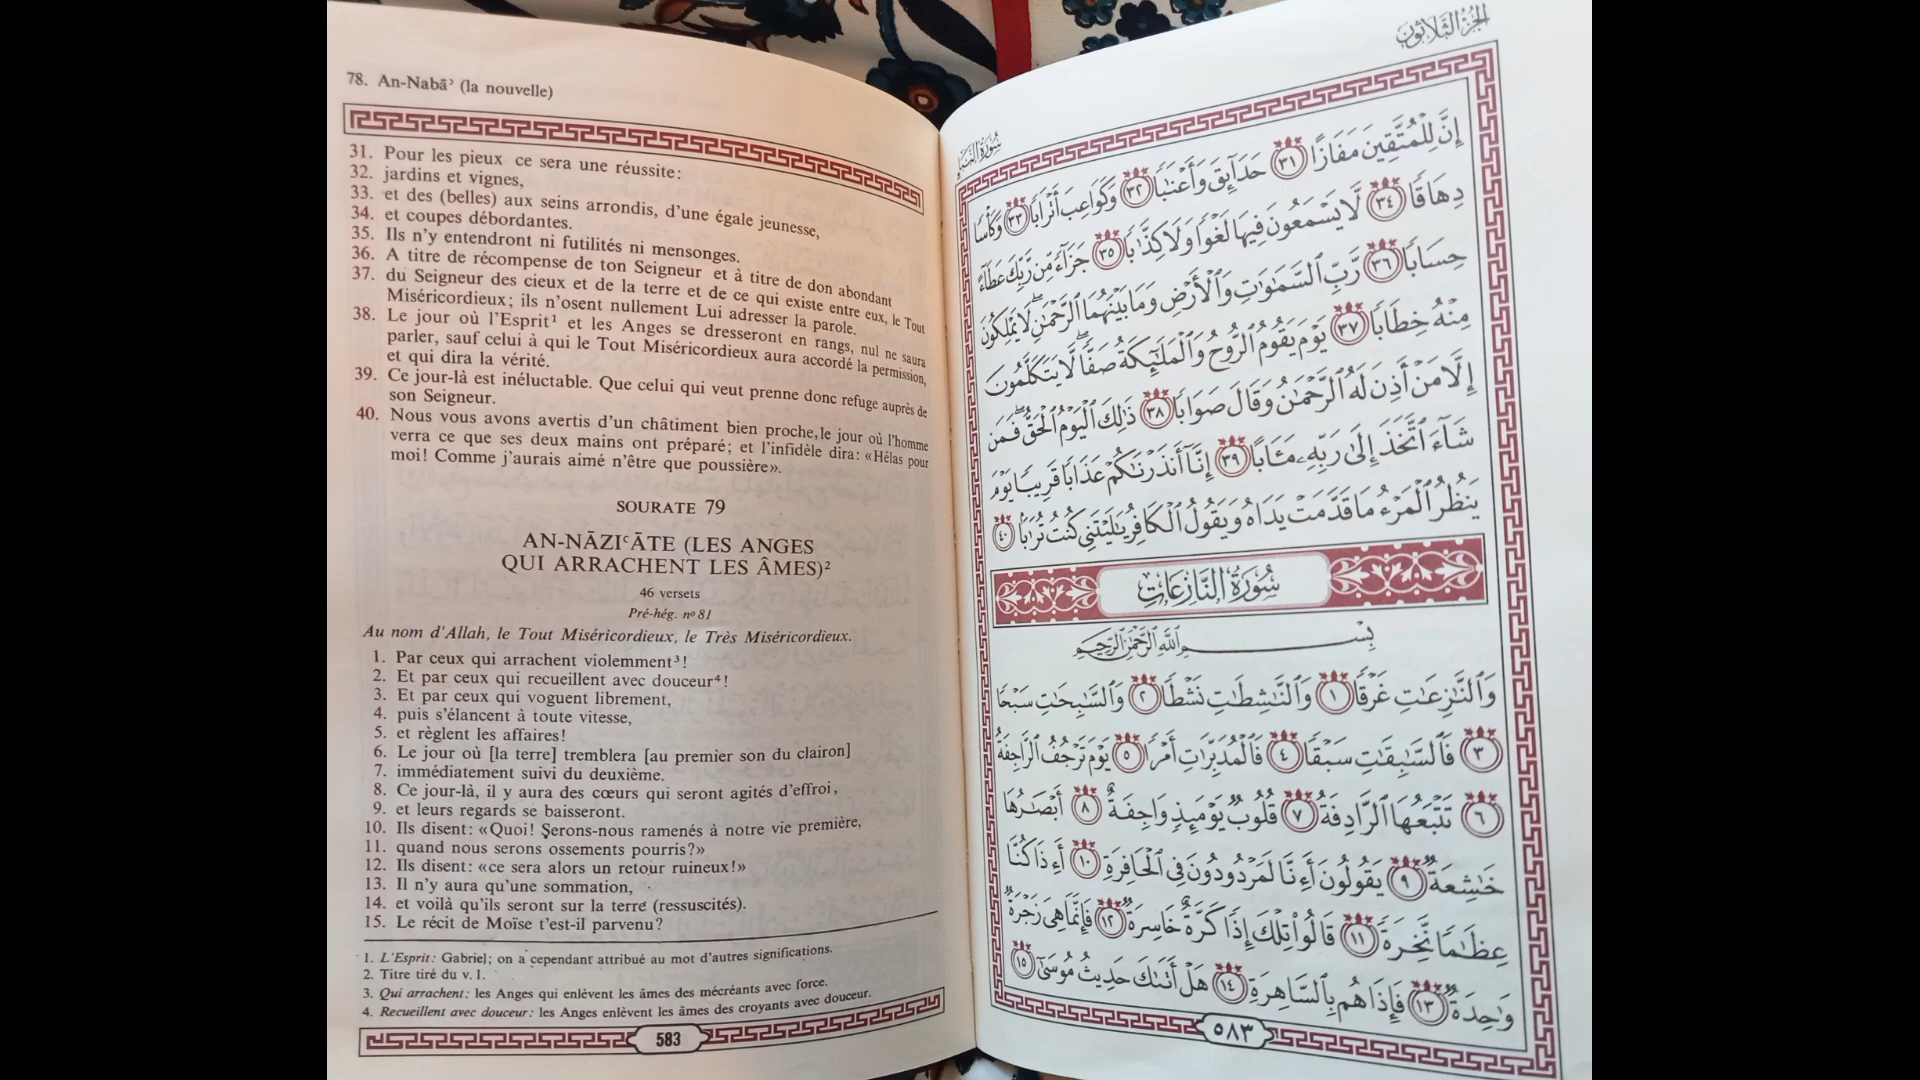 78. An-Nabā’ (la nouvelle)
31. Pour les pieux ce sera une réussite:
32. jardins et vignes,
33. et des (belles) aux seins arrondis, d'une égale jeunesse,
34. et coupes débordantes.
35. Ils n'y entendront ni futilités ni mensonges.
36. A titre de récompense de ton Seigneur et à titre de don abondant
37. du Seigneur des cieux et de la terre et de ce qui existe entre eux, le Tout
Miséricordieux; ils n'osent nullement Lui adresser la parole.
38. Le jour où l'Esprit¹ et les Anges se dresseront en rangs, nul ne saura
parler, sauf celui à qui le Tout Miséricordieux aura accordé la permission,
et qui dira la vérité.
39. Ce jour-là est inéluctable. Que celui qui veut prenne donc refuge auprès de
son Seigneur.
40. Nous vous avons avertis d'un châtiment bien proche, le jour où l'homme
verra ce que ses deux mains ont préparé; et l'infidèle dira: «Hélas pour
moi! Comme j'aurais aimé n'être que poussière».
SOURATE 79
AN-NĀZIʿĀTE (LES ANGES
QUI ARRACHENT LES ÂMES)²
46 versets
Pré-hég. nº 81
Au nom d'Allah, le Tout Miséricordieux, le Très Miséricordieux.
1. Par ceux qui arrachent violemment³!
2. Et par ceux qui recueillent avec douceur⁴!
3. Et par ceux qui voguent librement,
4. puis s'élancent à toute vitesse,
5. et règlent les affaires!
6. Le jour où [la terre] tremblera [au premier son du clairon]
7. immédiatement suivi du deuxième.
8. Ce jour-là, il y aura des cœurs qui seront agités d'effroi,
9. et leurs regards se baisseront.
10. Ils disent: «Quoi! Serons-nous ramenés à notre vie première,
11. quand nous serons ossements pourris?»
12. Ils disent: «ce sera alors un retour ruineux!»
13. Il n'y aura qu'une sommation,
14. et voilà qu'ils seront sur la terre (ressuscités).
15. Le récit de Moïse t'est-il parvenu?
1. L'Esprit: Gabriel; on a cependant attribué au mot d'autres significations.
2. Titre tiré du v. 1.
3. Qui arrachent: les Anges qui enlèvent les âmes des mécréants avec force.
4. Recueillent avec douceur: les Anges enlèvent les âmes des croyants avec douceur.
583
الجزء الثلاثون
سورة النبإ
إِنَّ لِلْمُتَّقِينَ مَفَازًا ٣١ حَدَآئِقَ وَأَعْنَٰبًا ٣٢ وَكَوَاعِبَ أَتْرَابًا ٣٣ وَكَأْسًا
دِهَاقًا ٣٤ لَّا يَسْمَعُونَ فِيهَا لَغْوًا وَلَا كِذَّٰبًا ٣٥ جَزَآءً مِّن رَّبِّكَ عَطَآءً
حِسَابًا ٣٦ رَّبِّ ٱلسَّمَٰوَٰتِ وَٱلْأَرْضِ وَمَا بَيْنَهُمَا ٱلرَّحْمَٰنِ ۖ لَا يَمْلِكُونَ
مِنْهُ خِطَابًا ٣٧ يَوْمَ يَقُومُ ٱلرُّوحُ وَٱلْمَلَٰٓئِكَةُ صَفًّا ۖ لَّا يَتَكَلَّمُونَ
إِلَّا مَنْ أَذِنَ لَهُ ٱلرَّحْمَٰنُ وَقَالَ صَوَابًا ٣٨ ذَٰلِكَ ٱلْيَوْمُ ٱلْحَقُّ ۖ فَمَن
شَآءَ ٱتَّخَذَ إِلَىٰ رَبِّهِۦ مَـَٔابًا ٣٩ إِنَّآ أَنذَرْنَٰكُمْ عَذَابًا قَرِيبًا يَوْمَ
يَنظُرُ ٱلْمَرْءُ مَا قَدَّمَتْ يَدَاهُ وَيَقُولُ ٱلْكَافِرُ يَٰلَيْتَنِى كُنتُ تُرَٰبًا ٤٠
سُورَةُ النَّازِعَاتِ
بِسْمِ اللَّهِ الرَّحْمَٰنِ الرَّحِيمِ
وَٱلنَّٰزِعَٰتِ غَرْقًا ١ وَٱلنَّٰشِطَٰتِ نَشْطًا ٢ وَٱلسَّٰبِحَٰتِ سَبْحًا
٣ فَٱلسَّٰبِقَٰتِ سَبْقًا ٤ فَٱلْمُدَبِّرَٰتِ أَمْرًا ٥ يَوْمَ تَرْجُفُ ٱلرَّاجِفَةُ
٦ تَتْبَعُهَا ٱلرَّادِفَةُ ٧ قُلُوبٌ يَوْمَئِذٍ وَاجِفَةٌ ٨ أَبْصَٰرُهَا
خَٰشِعَةٌ ٩ يَقُولُونَ أَءِنَّا لَمَرْدُودُونَ فِى ٱلْحَافِرَةِ ١٠ أَءِذَا كُنَّا
عِظَٰمًا نَّخِرَةً ١١ قَالُوا۟ تِلْكَ إِذًا كَرَّةٌ خَاسِرَةٌ ١٢ فَإِنَّمَا هِىَ زَجْرَةٌ
وَٰحِدَةٌ ١٣ فَإِذَا هُم بِٱلسَّاهِرَةِ ١٤ هَلْ أَتَىٰكَ حَدِيثُ مُوسَىٰٓ ١٥
٥٨٣